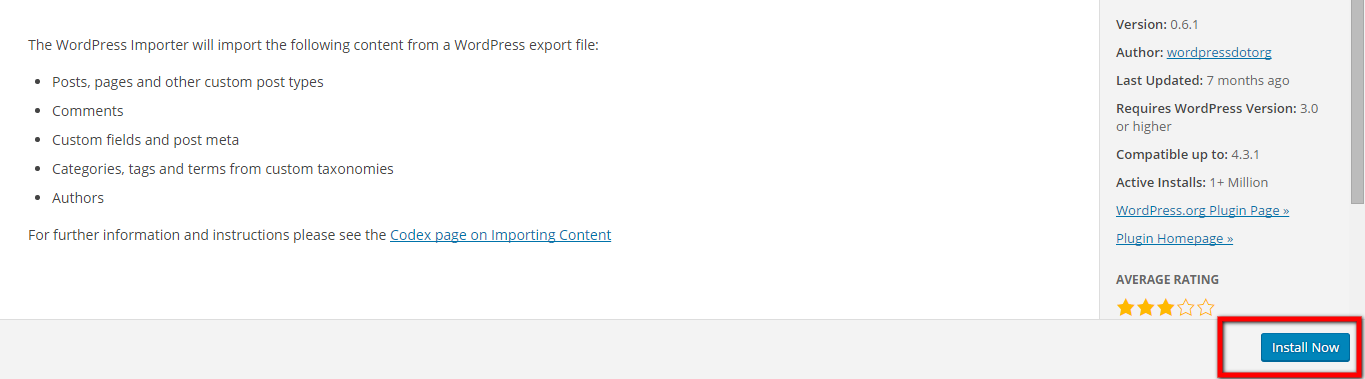 The WordPress Importer will import the following content from a WordPress export file:
Posts, pages and other custom post types
Comments
Custom fields and post meta
Categories, tags and terms from custom taxonomies
Authors
For further information and instructions please see the Codex page on Importing Content
Version: 0.6.1
Author: wordpressdotorg
Last Updated: 7 months ago
Requires WordPress Version: 3.0
or higher
Compatible up to: 4.3.1
Active Installs: 1+ Million
WordPress.org Plugin Page »
Plugin Homepage »
AVERAGE RATING
Install Now